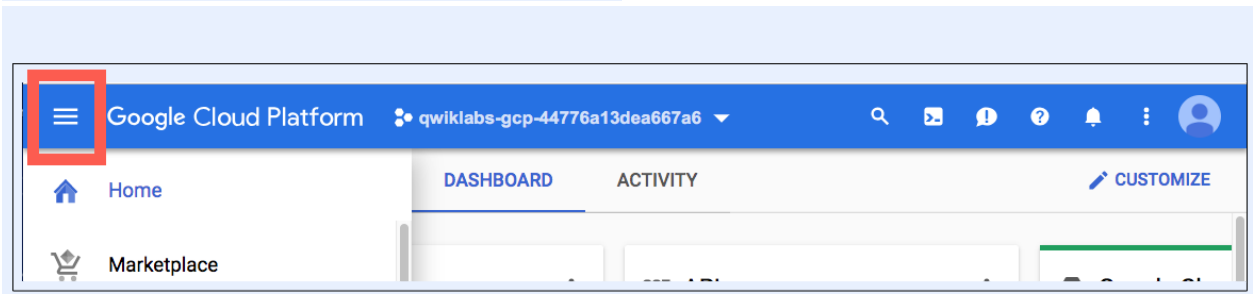 Google Cloud Platform qwiklabs-gcp-44776a13dea667a6
Home DASHBOARD ACTIVITY CUSTOMIZE
Marketplace